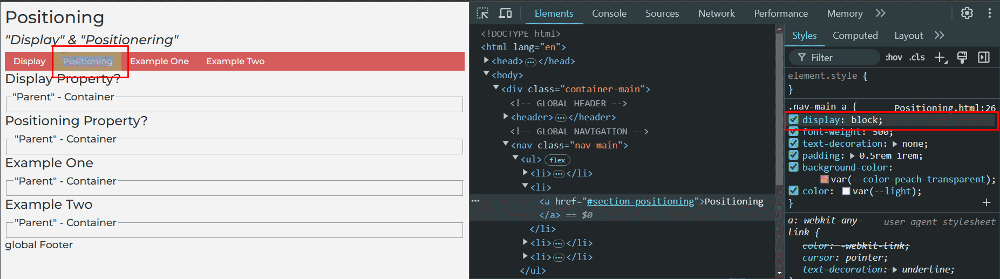 Positioning
"Display" & "Positionering"
Display Positioning Example One Example Two
Display Property?
"Parent" - Container
Positioning Property?
"Parent" - Container
Example One
"Parent" - Container
Example Two
"Parent" - Container
global Footer
Elements Console Sources Network Performance Memory
<!DOCTYPE html>
<html lang="en">
<head> ⋯ </head>
<body>
<div class="container-main">
<!-- GLOBAL HEADER -->
<header> ⋯ </header>
<!-- GLOBAL NAVIGATION -->
<nav class="nav-main">
<ul> flex
<li> ⋯ </li>
<li>
<a href="#section-positioning">Positioning
</a> == $0
</li>
<li> ⋯ </li>
<li> ⋯ </li>
</ul>
Styles Computed Layout
Filter :hov .cls
element.style {
}
.nav-main a { Positioning.html:26
display: block;
font-weight: 500;
text-decoration: none;
padding: 0.5rem 1rem;
background-color:
var(--color-peach-transparent);
color: var(--light);
}
a:-webkit-any- user agent stylesheet
link {
color: -webkit-link;
cursor: pointer;
text-decoration: underline;